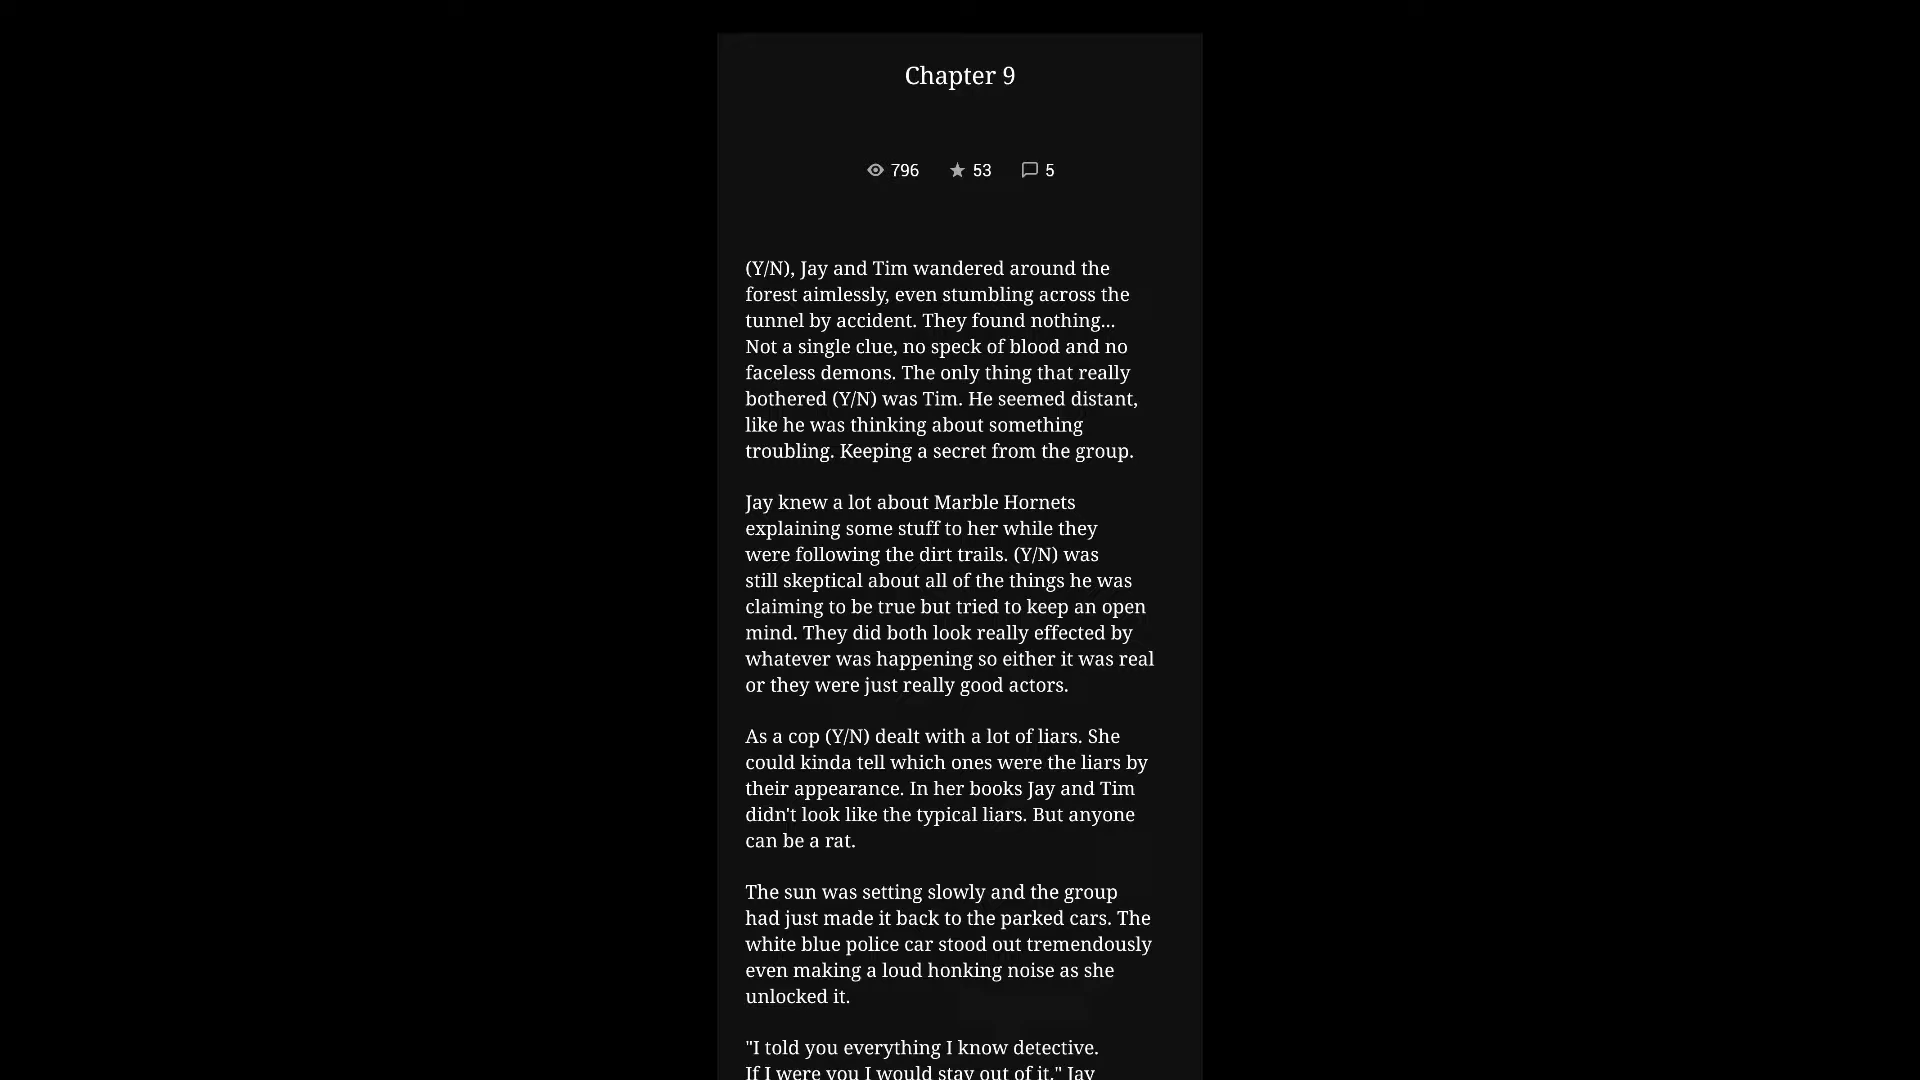 Chapter 9
796 53 5
(Y/N), Jay and Tim wandered around the
forest aimlessly, even stumbling across the
tunnel by accident. They found nothing...
Not a single clue, no speck of blood and no
faceless demons. The only thing that really
bothered (Y/N) was Tim. He seemed distant,
like he was thinking about something
troubling. Keeping a secret from the group.
Jay knew a lot about Marble Hornets
explaining some stuff to her while they
were following the dirt trails. (Y/N) was
still skeptical about all of the things he was
claiming to be true but tried to keep an open
mind. They did both look really effected by
whatever was happening so either it was real
or they were just really good actors.
As a cop (Y/N) dealt with a lot of liars. She
could kinda tell which ones were the liars by
their appearance. In her books Jay and Tim
didn't look like the typical liars. But anyone
can be a rat.
The sun was setting slowly and the group
had just made it back to the parked cars. The
white blue police car stood out tremendously
even making a loud honking noise as she
unlocked it.
"I told you everything I know detective.
If I were you I would stay out of it." Jay